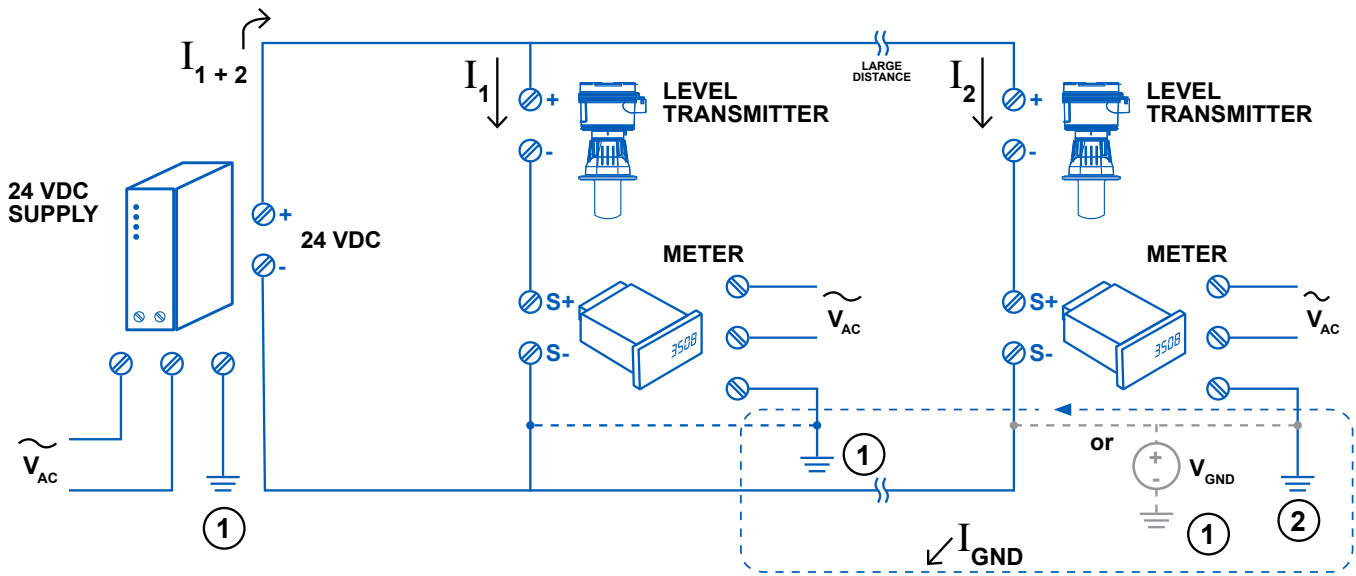 I1 + 2
I1
LARGE
DISTANCE
I2
+
LEVEL
TRANSMITTER
-
+
LEVEL
TRANSMITTER
-
24 VDC
SUPPLY
+
24 VDC
-
METER
S+
3508
S-
VAC
METER
S+
3508
S-
VAC
VAC
1
1
or
+
-
VGND
1
2
IGND